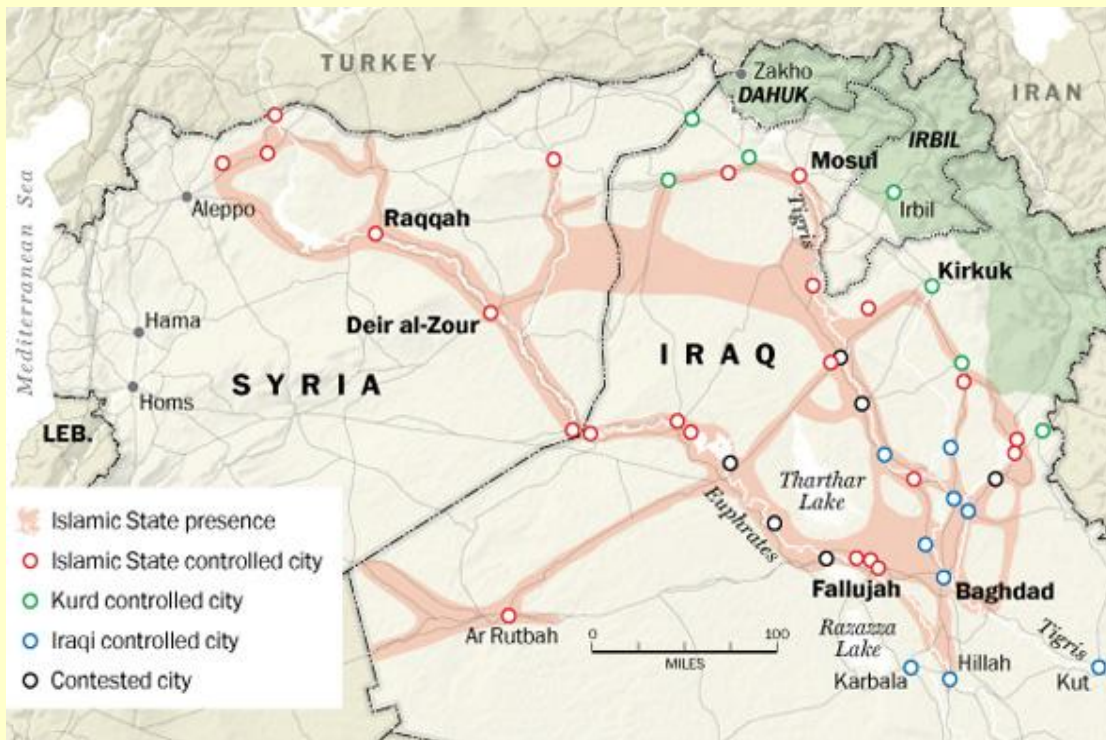 TURKEY
Zakho
DAHUK
IRAN
IRBIL
Mosul
Mediterranean Sea
Aleppo
Raqqah
Tigris
Irbil
Kirkuk
Hama
Deir al-Zour
IRAQ
SYRIA
Homs
LEB.
Tharthar
Lake
Euphrates
Islamic State presence
Islamic State controlled city
Kurd controlled city
Iraqi controlled city
Contested city
Fallujah
Baghdad
Ar Rutbah
0 100
MILES
Razazza
Lake
Tigris
Karbala
Hillah
Kut